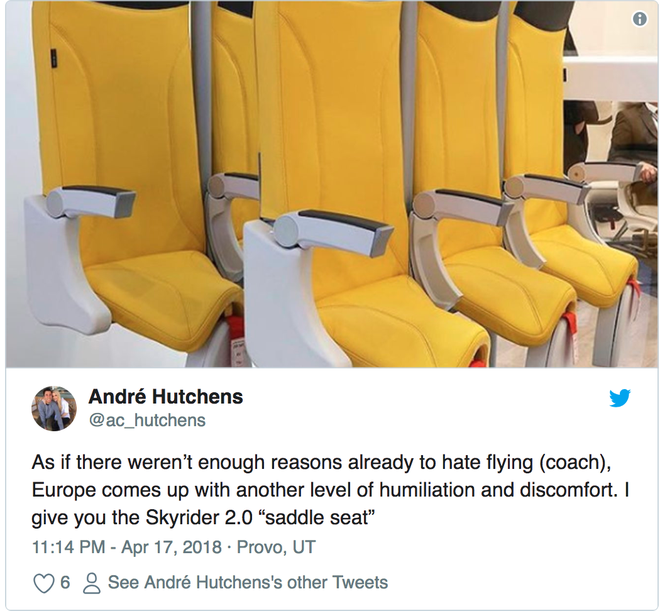 André Hutchens
@ac_hutchens
As if there weren’t enough reasons already to hate flying (coach),
Europe comes up with another level of humiliation and discomfort. I
give you the Skyrider 2.0 “saddle seat”
11:14 PM - Apr 17, 2018 · Provo, UT
6 See André Hutchens's other Tweets